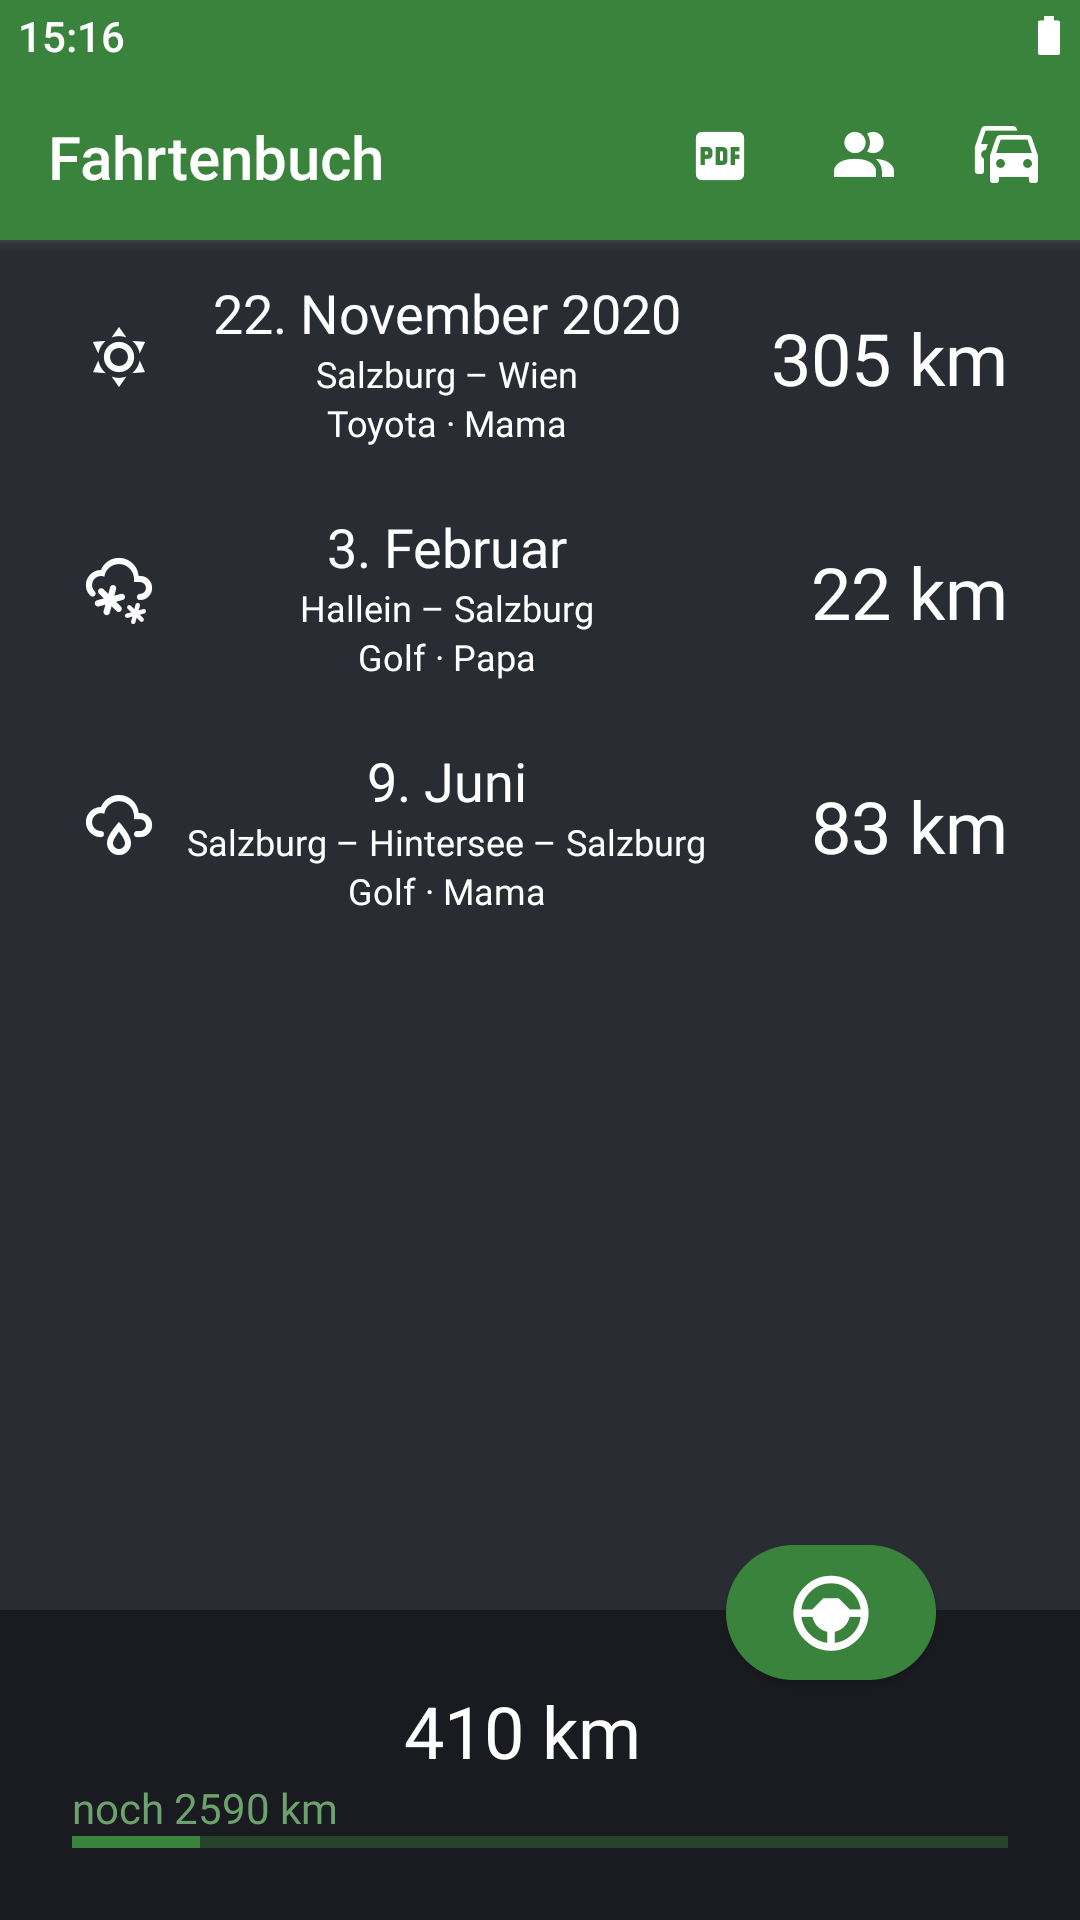 15:16
Fahrtenbuch
PDF
22. November 2020
Salzburg – Wien
Toyota · Mama
305 km
3. Februar
Hallein – Salzburg
Golf · Papa
22 km
9. Juni
Salzburg – Hintersee – Salzburg
Golf · Mama
83 km
410 km
noch 2590 km